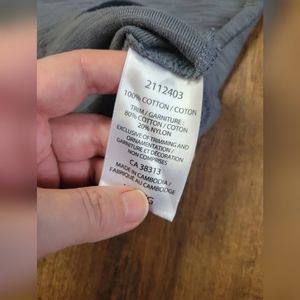 2112403
100% COTTON / COTON
TRIM / GARNITURE :
80% COTTON / COTON
20% NYLON
EXCLUSIVE OF TRIMMING AND
ORNAMENTATION /
GARNITURE ET DÉCORATION
NON COMPRISES
CA 38313
MADE IN CAMBODIA /
FABRIQUÉ AU CAMBODGE